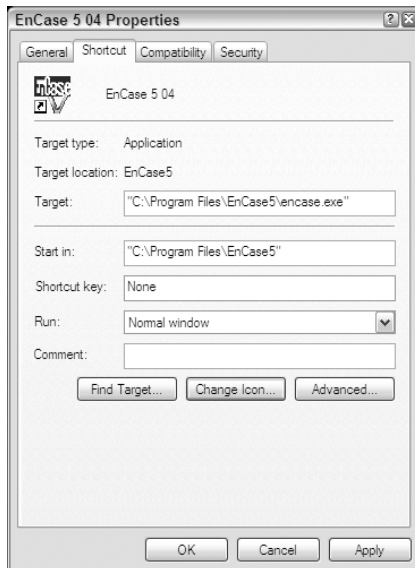 EnCase 5 04 Properties
General Shortcut Compatibility Security
EnCase
EnCase 5 04
Target type: Application
Target location: EnCase5
Target: "C:\Program Files\EnCase5\encase.exe"
Start in: "C:\Program Files\EnCase5"
Shortcut key: None
Run: Normal window
Comment:
Find Target... Change Icon... Advanced...
OK Cancel Apply